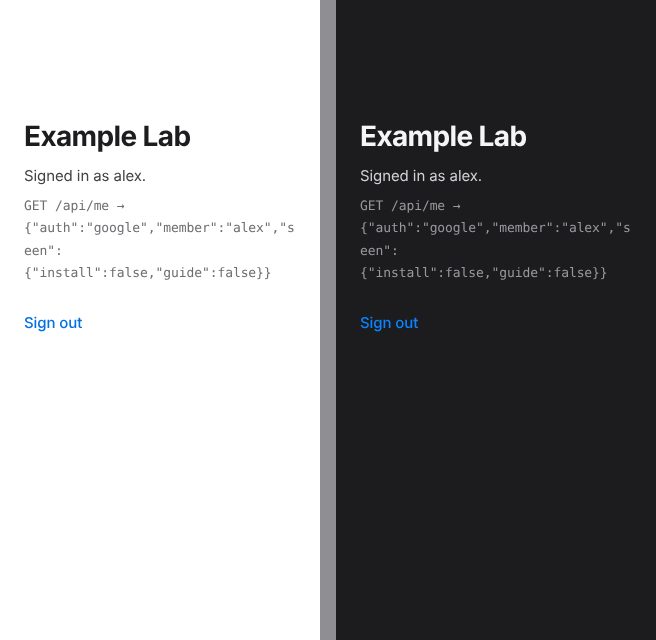 Example Lab
Signed in as alex.
GET /api/me →
{"auth":"google","member":"alex","s
een":
{"install":false,"guide":false}}
Sign out
Example Lab
Signed in as alex.
GET /api/me →
{"auth":"google","member":"alex","s
een":
{"install":false,"guide":false}}
Sign out